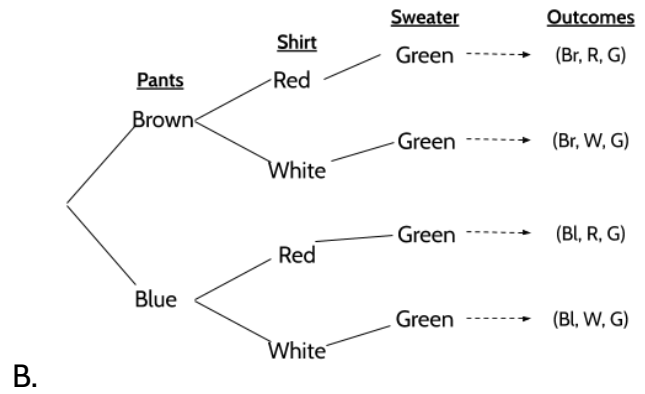 Sweater Outcomes
Shirt
Green (Br, R, G)
Pants
Red
Brown
Green (Br, W, G)
White
Green (Bl, R, G)
Red
Blue
Green (Bl, W, G)
White
B.